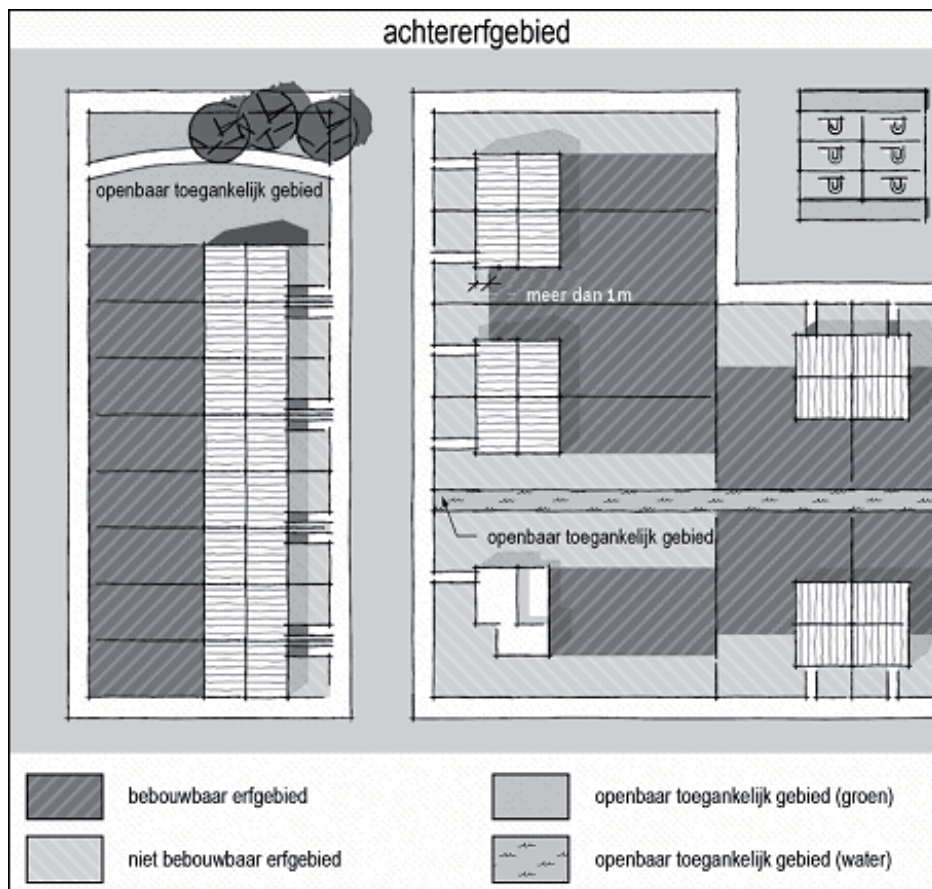 achtererfgebied
openbaar toegankelijk gebied
meer dan 1m
openbaar toegankelijk gebied
bebouwbaar erfgebied
niet bebouwbaar erfgebied
openbaar toegankelijk gebied (groen)
openbaar toegankelijk gebied (water)